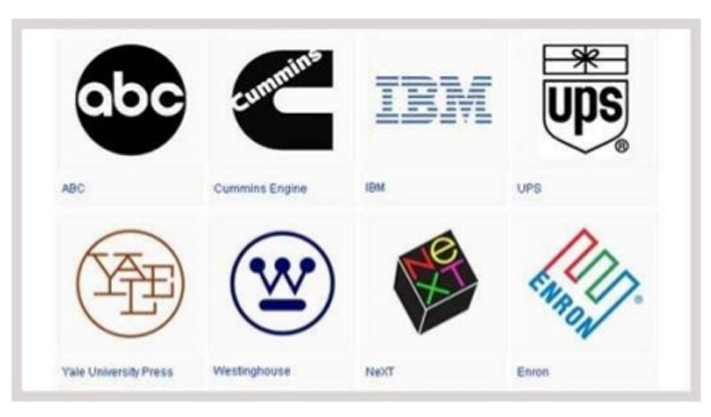 abc
Cummins
IBM
ups
®
ABC
Cummins Engine
IBM
UPS
YALE
W
NeXT
ENRON
®
Yale University Press
Westinghouse
NeXT
Enron